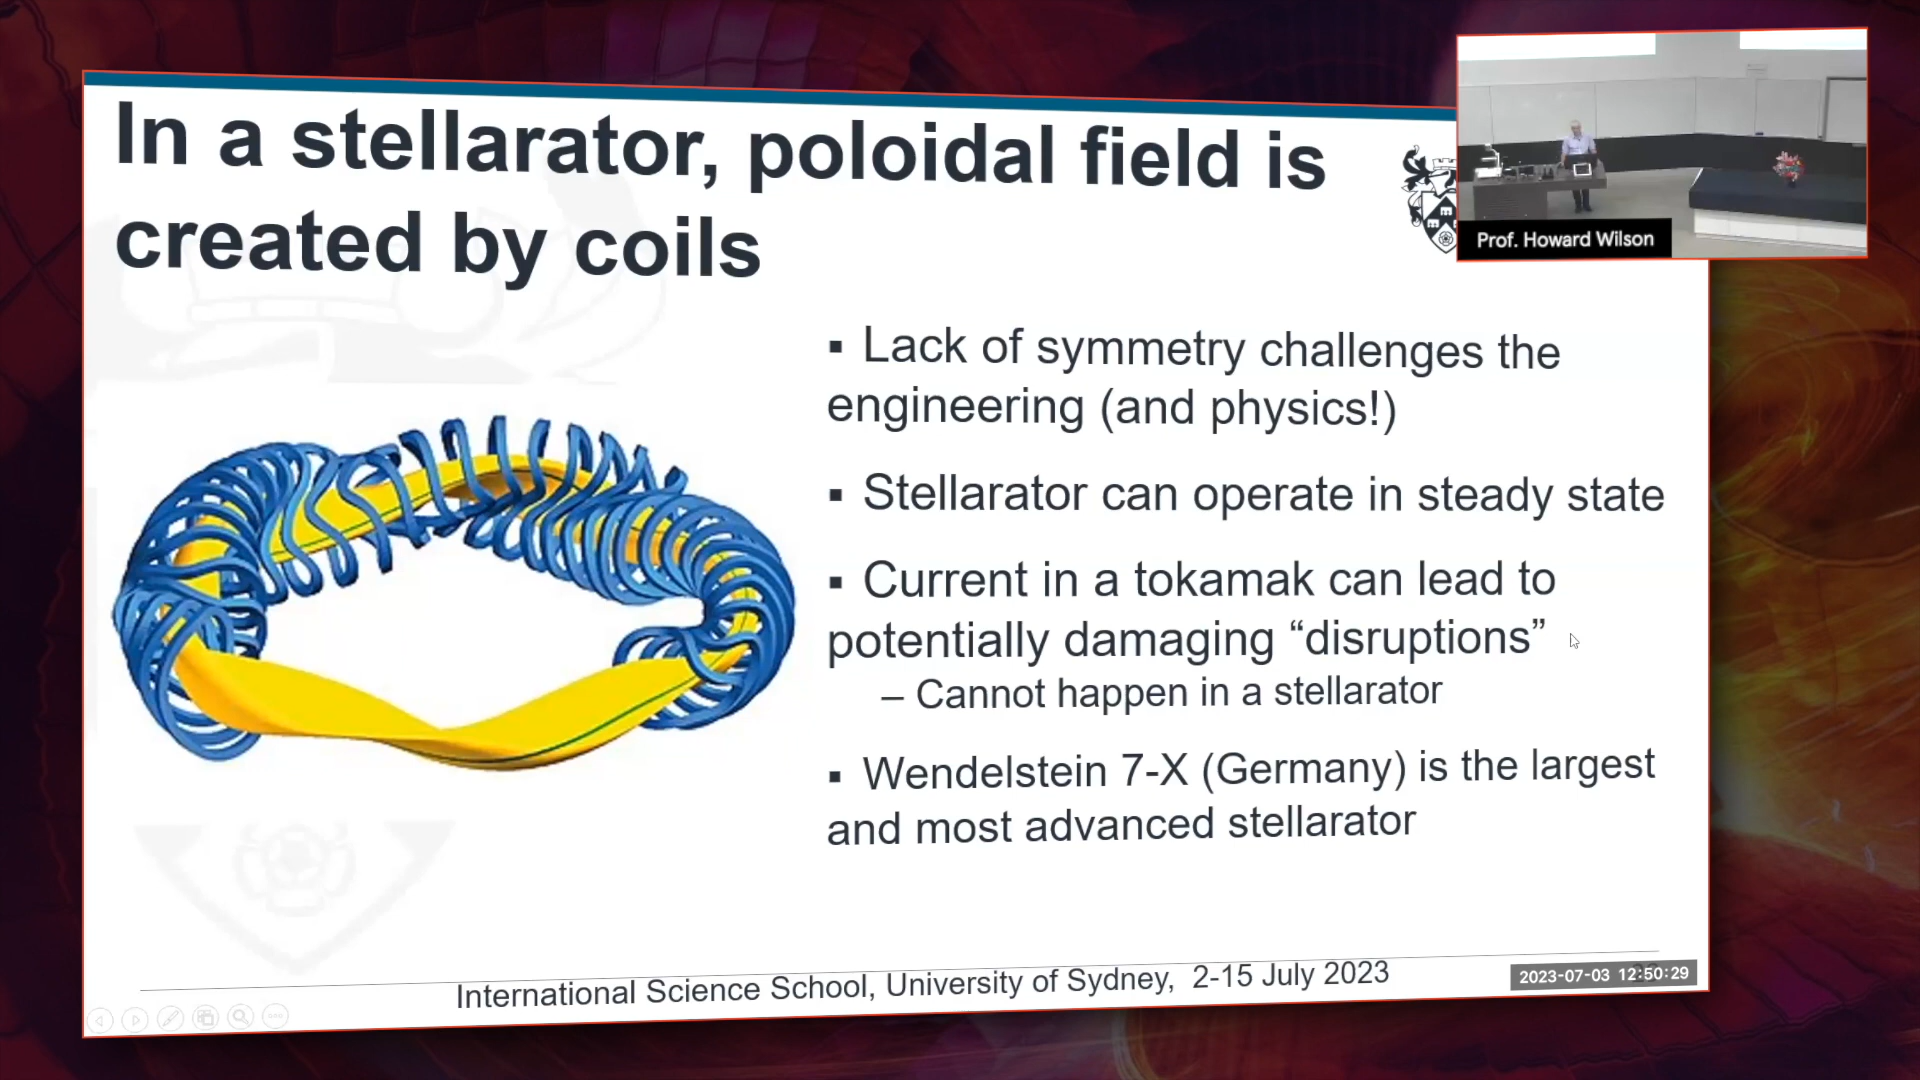 In a stellarator, poloidal field is
created by coils
Prof. Howard Wilson
▪ Lack of symmetry challenges the
engineering (and physics!)
▪ Stellarator can operate in steady state
▪ Current in a tokamak can lead to
potentially damaging “disruptions”
– Cannot happen in a stellarator
▪ Wendelstein 7-X (Germany) is the largest
and most advanced stellarator
International Science School, University of Sydney, 2-15 July 2023
2023-07-03 12:50:29